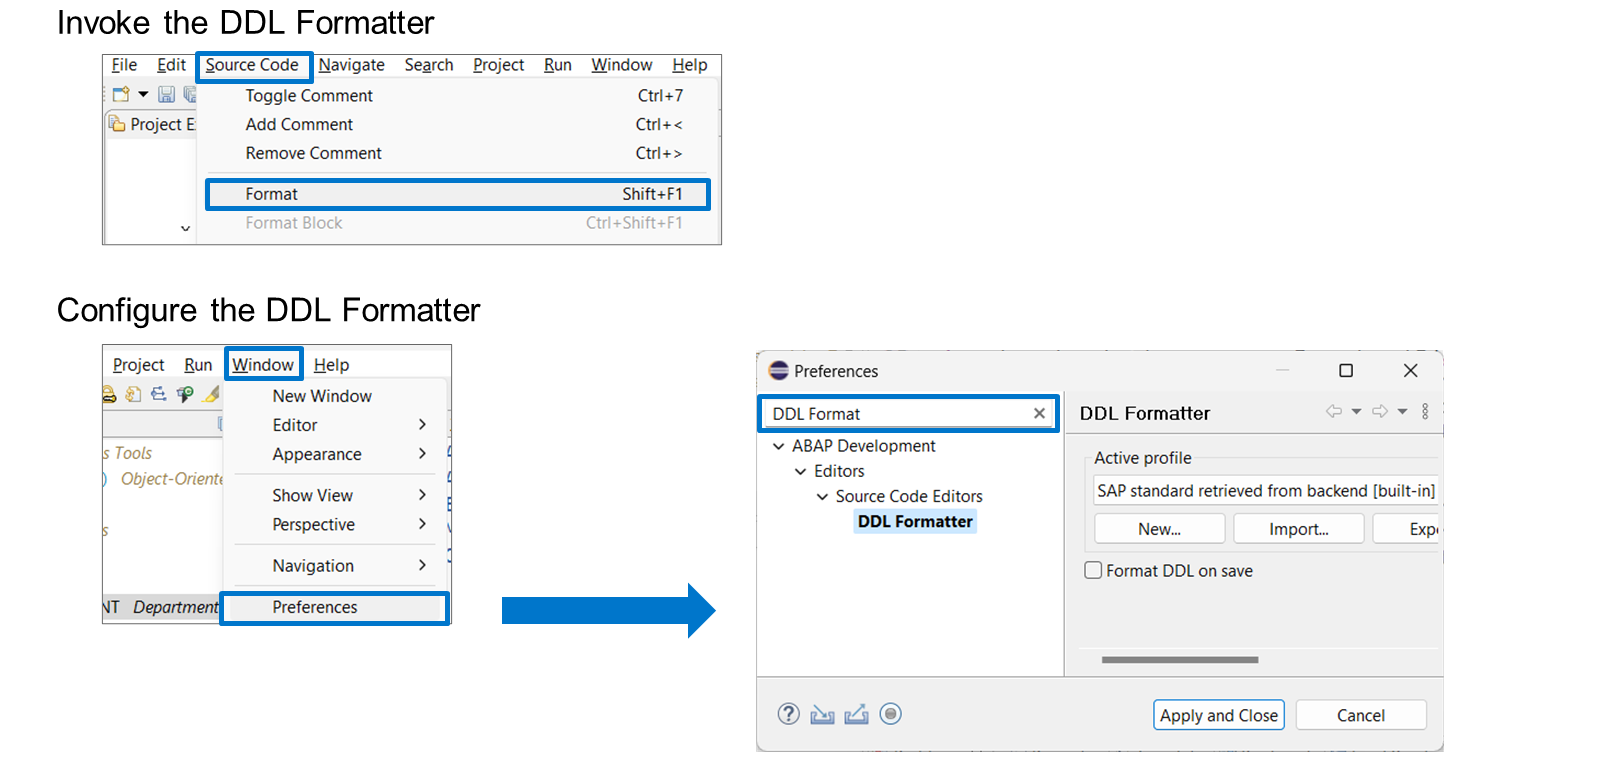 Invoke the DDL Formatter
File Edit Source Code Navigate Search Project Run Window Help
Toggle Comment Ctrl+7
Project E
Add Comment Ctrl+<
Remove Comment Ctrl+>
Format Shift+F1
Format Block Ctrl+Shift+F1
Configure the DDL Formatter
Project Run Window Help
New Window
Editor
s Tools
Appearance
Object-Oriente
Show View
Perspective
s
Navigation
NT Department
Preferences
Preferences
DDL Format
ABAP Development
Editors
Source Code Editors
DDL Formatter
DDL Formatter
Active profile
SAP standard retrieved from backend [built-in]
New... Import... Expo
Format DDL on save
Apply and Close Cancel